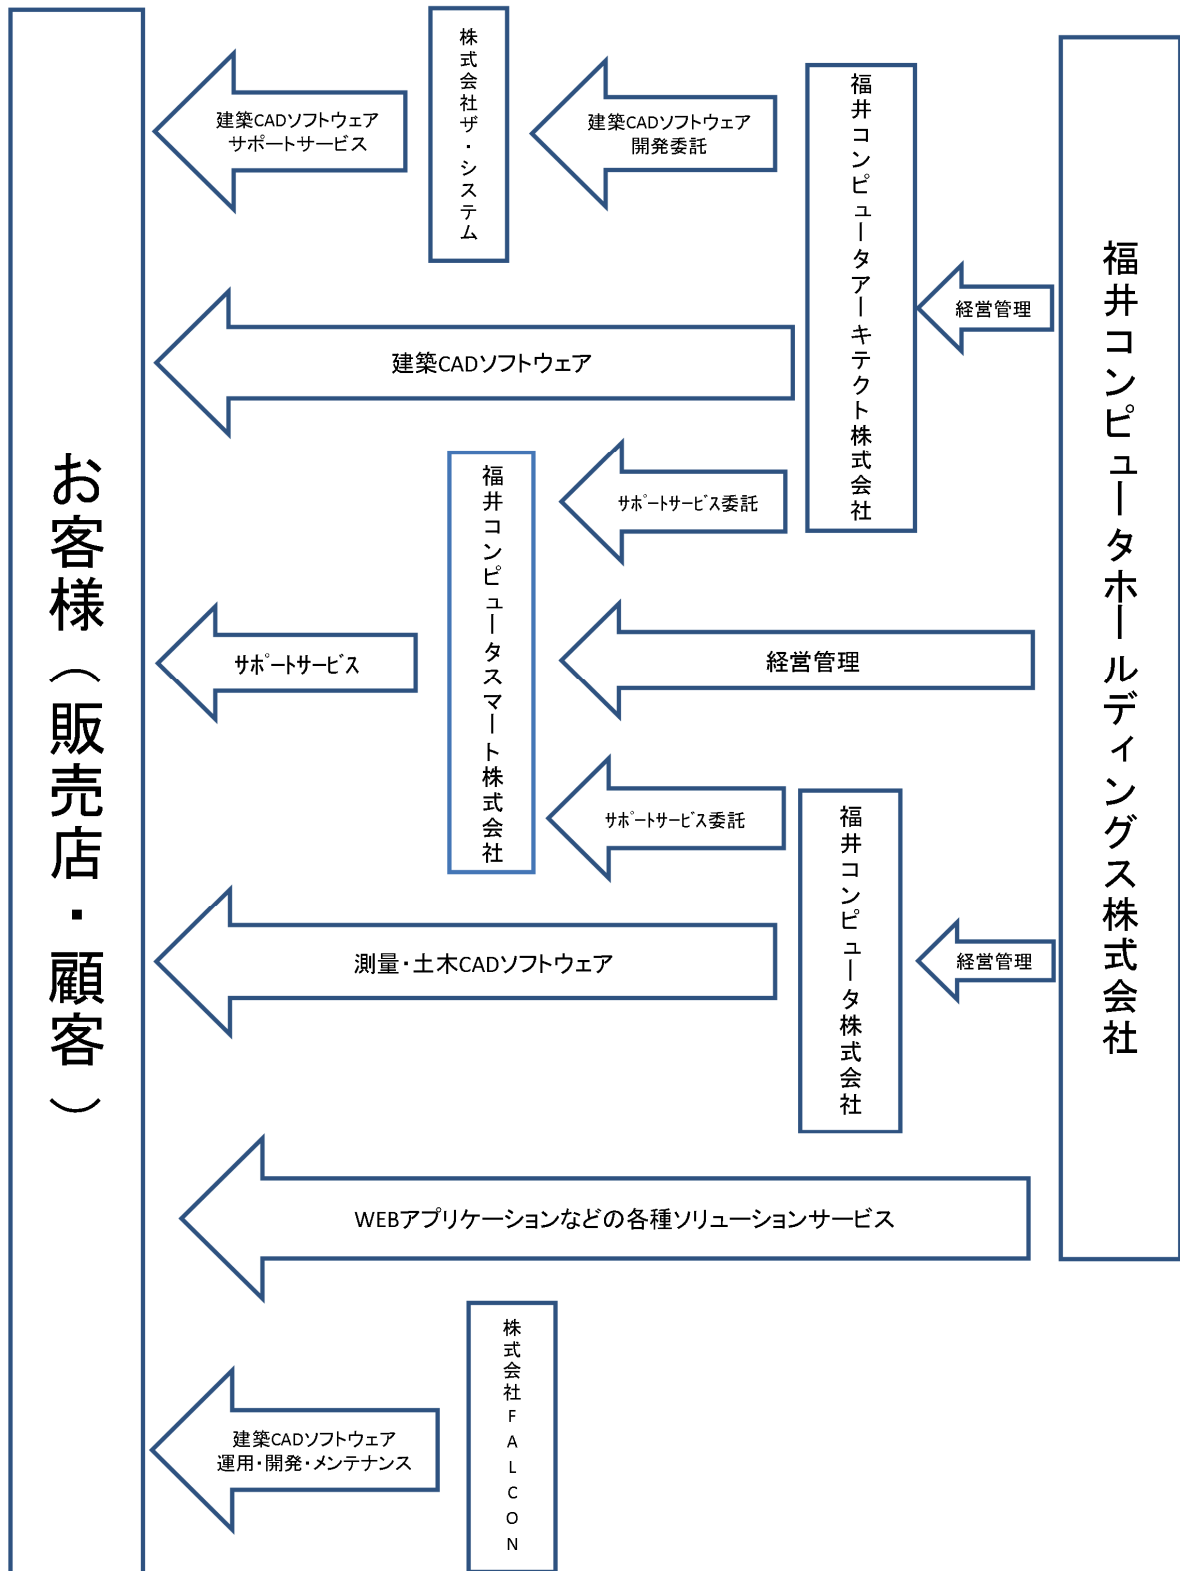 お客様（販売店・顧客）
建築CADソフトウェア
サポートサービス
株式会社ザ・システム
建築CADソフトウェア
開発委託
福井コンピュータアーキテクト株式会社
経営管理
福井コンピュータホールディングス株式会社
建築CADソフトウェア
福井コンピュータスマート株式会社
ｻﾎﾟｰﾄｻｰﾋﾞｽ委託
ｻﾎﾟｰﾄｻｰﾋﾞｽ
経営管理
ｻﾎﾟｰﾄｻｰﾋﾞｽ委託
福井コンピュータ株式会社
測量・土木CADソフトウェア
経営管理
WEBアプリケーションなどの各種ソリューションサービス
株式会社FALCON
建築CADソフトウェア
運用・開発・メンテナンス